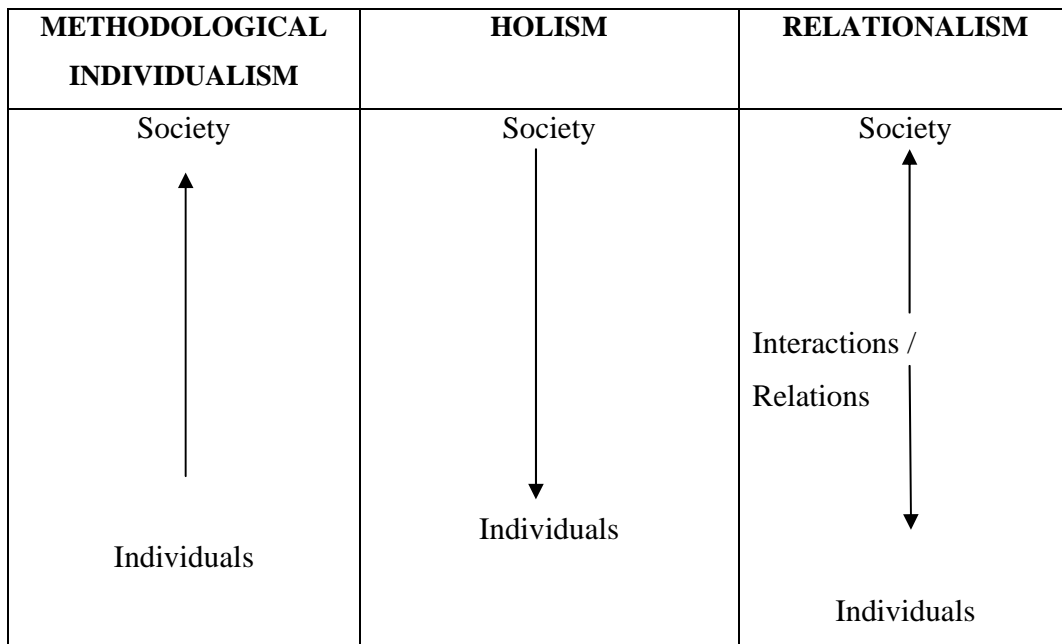 METHODOLOGICAL
INDIVIDUALISM
HOLISM
RELATIONALISM
Society
Individuals
Society
Individuals
Society
Interactions /
Relations
Individuals